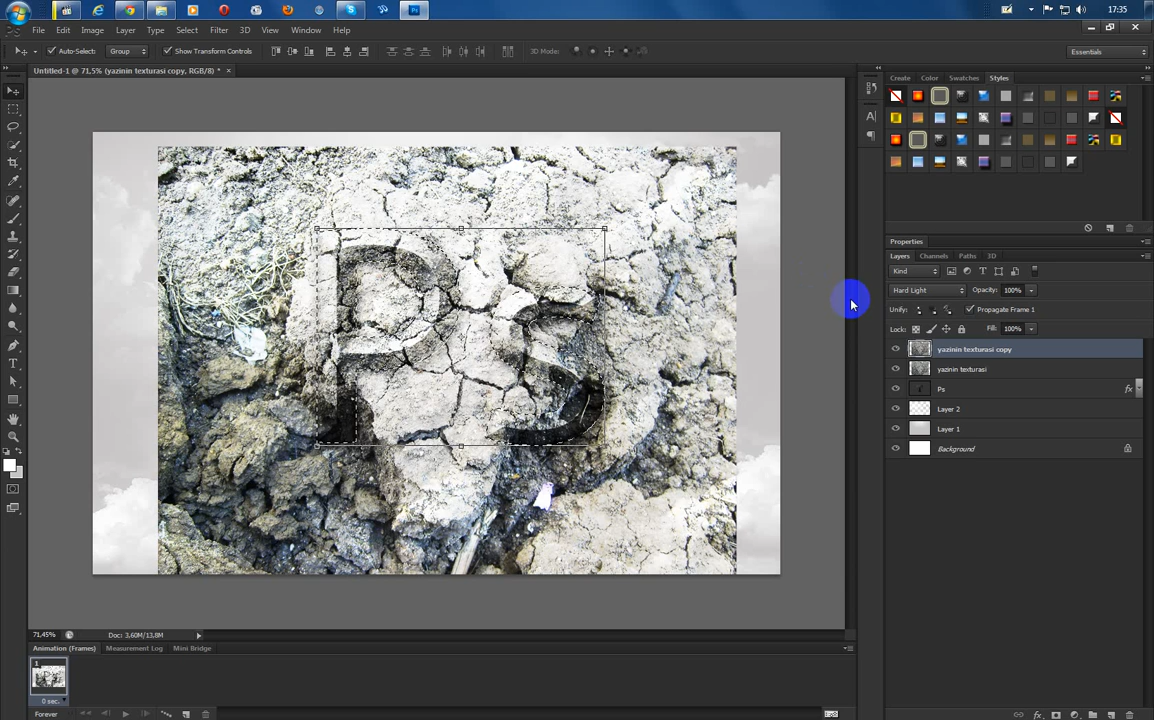 17:35
File Edit Image Layer Type Select Filter 3D View Window Help
Auto-Select: Group Show Transform Controls 3D Mode: Essentials
Untitled-1 @ 71,5% (yazinin texturasi copy, RGB/8) * ×
Create Color Swatches Styles
Properties
Layers Channels Paths 3D
Kind
Hard Light Opacity: 100%
Unify: Propagate Frame 1
Lock: Fill: 100%
yazinin texturasi copy
yazinin texturasi
Ps fx
Layer 2
Layer 1
Background
PS
71,45% Doc: 3,60M/13,8M
Animation (Frames) Measurement Log Mini Bridge
1
0 sec.
Forever